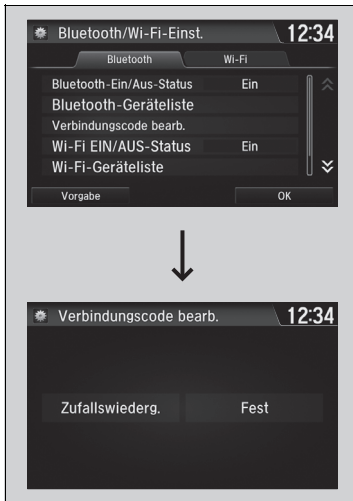 Bluetooth/Wi-Fi-Einst. 12:34
Bluetooth Wi-Fi
Bluetooth-Ein/Aus-Status Ein
Bluetooth-Geräteliste
Verbindungscode bearb.
Wi-Fi EIN/AUS-Status Ein
Wi-Fi-Geräteliste
Vorgabe OK
Verbindungscode bearb. 12:34
Zufallswiederg. Fest